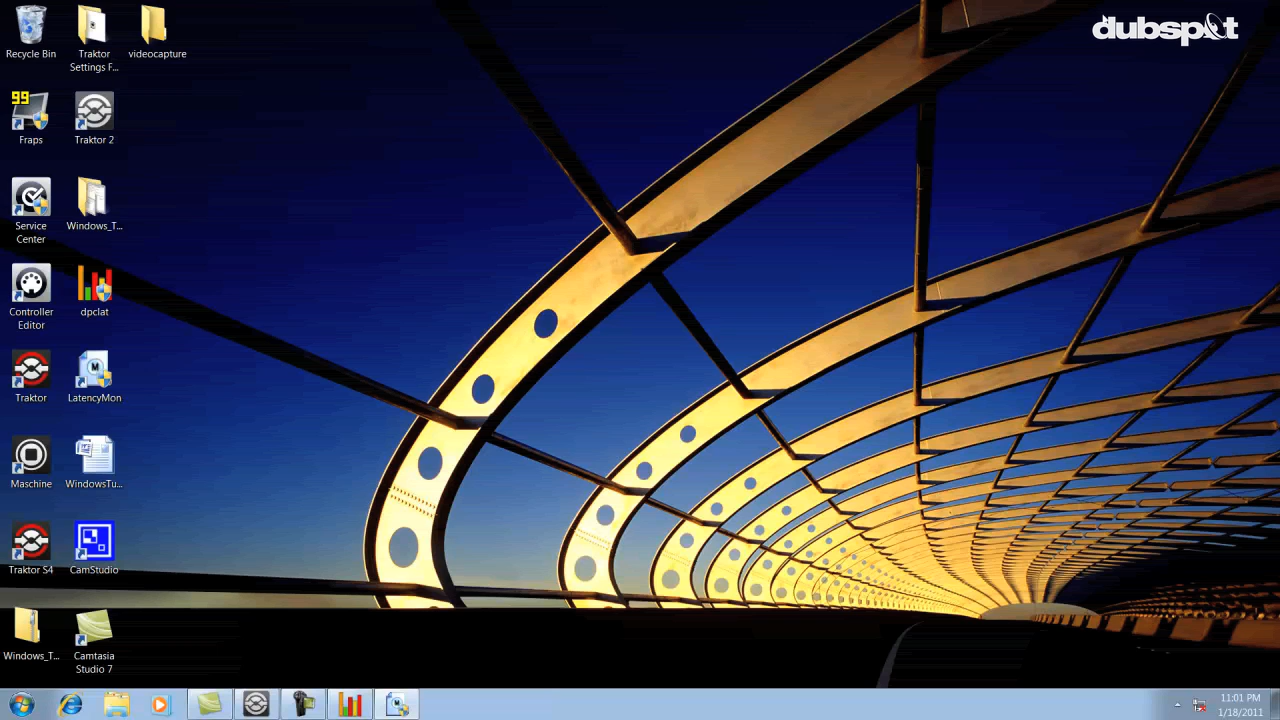 dubspot
Recycle Bin
Traktor
Settings F...
videocapture
99
Fraps
Traktor 2
Service
Center
Windows_T...
Controller
Editor
dpclat
Traktor
M
LatencyMon
Maschine
W
WindowsTu...
Traktor S4
CamStudio
Windows_T...
Camtasia
Studio 7
11:01 PM
1/18/2011